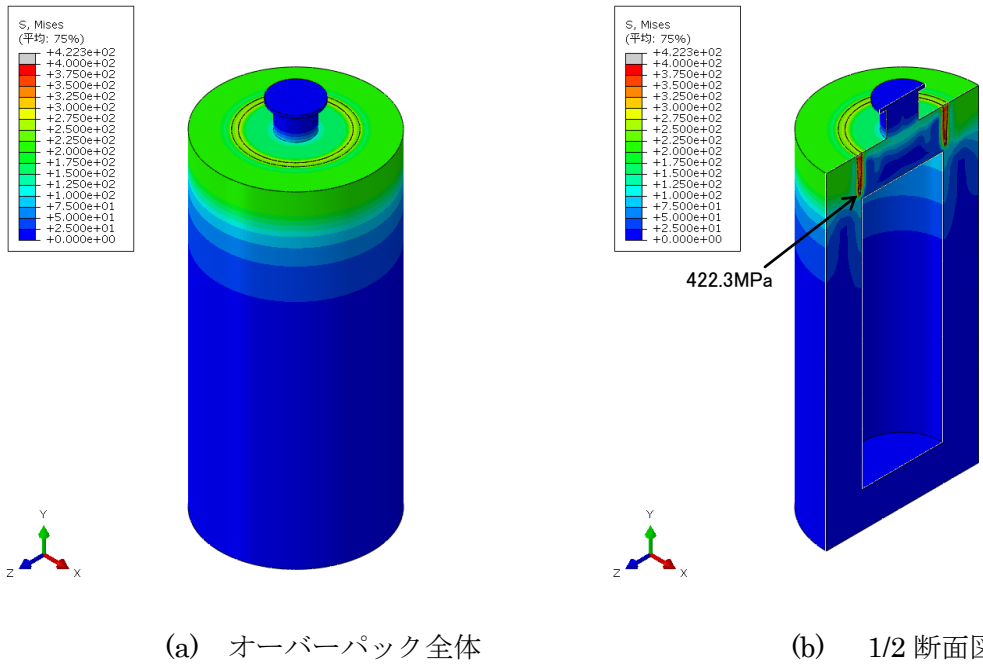 S, Mises
(平均: 75%)
+4.223e+02
+4.000e+02
+3.750e+02
+3.500e+02
+3.250e+02
+3.000e+02
+2.750e+02
+2.500e+02
+2.250e+02
+2.000e+02
+1.750e+02
+1.500e+02
+1.250e+02
+1.000e+02
+7.500e+01
+5.000e+01
+2.500e+01
+0.000e+00
Y
Z
X
(a) オーバーパック全体
S, Mises
(平均: 75%)
+4.223e+02
+4.000e+02
+3.750e+02
+3.500e+02
+3.250e+02
+3.000e+02
+2.750e+02
+2.500e+02
+2.250e+02
+2.000e+02
+1.750e+02
+1.500e+02
+1.250e+02
+1.000e+02
+7.500e+01
+5.000e+01
+2.500e+01
+0.000e+00
422.3MPa
Y
Z
X
(b) 1/2 断面図